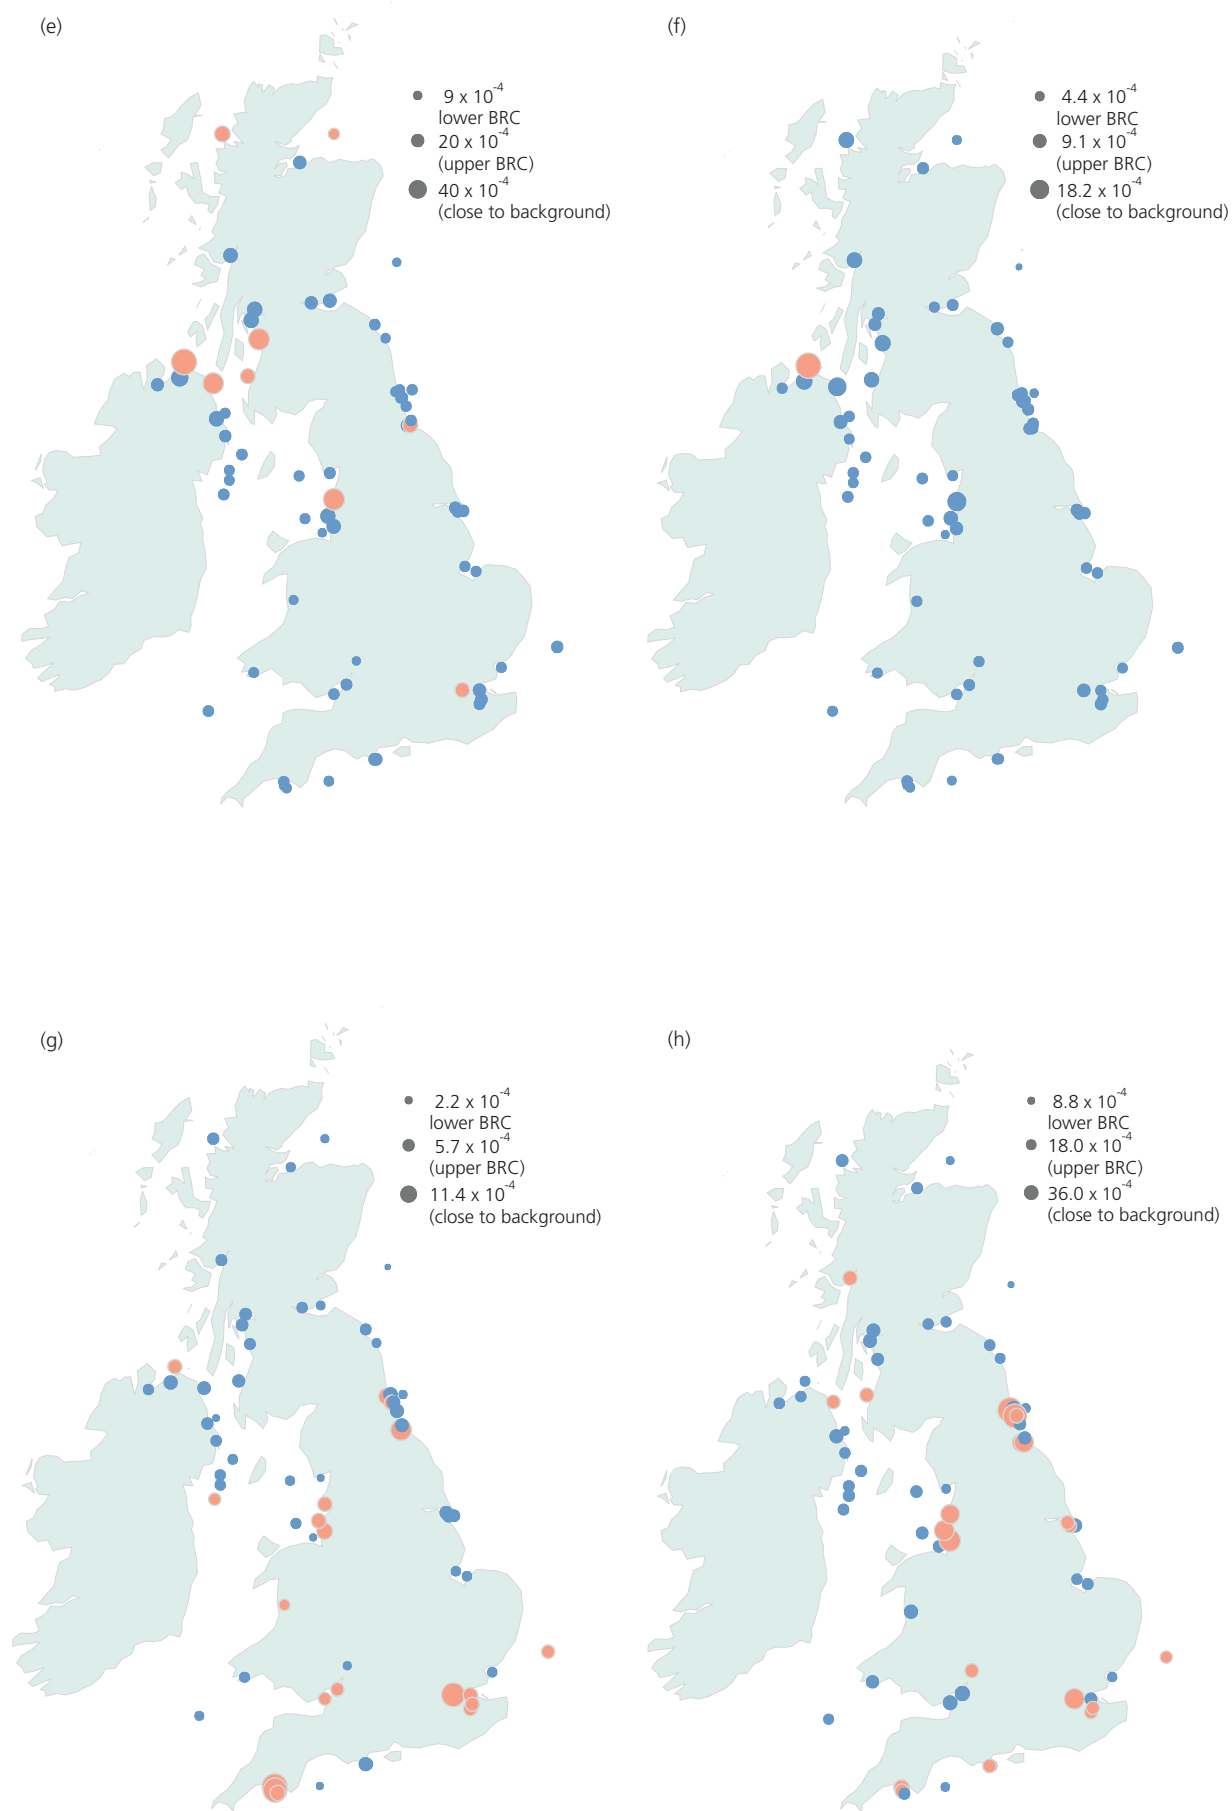 (e)
9 x 10⁻⁴
lower BRC
20 x 10⁻⁴
(upper BRC)
40 x 10⁻⁴
(close to background)
(f)
4.4 x 10⁻⁴
lower BRC
9.1 x 10⁻⁴
(upper BRC)
18.2 x 10⁻⁴
(close to background)
(g)
2.2 x 10⁻⁴
lower BRC
5.7 x 10⁻⁴
(upper BRC)
11.4 x 10⁻⁴
(close to background)
(h)
8.8 x 10⁻⁴
lower BRC
18.0 x 10⁻⁴
(upper BRC)
36.0 x 10⁻⁴
(close to background)